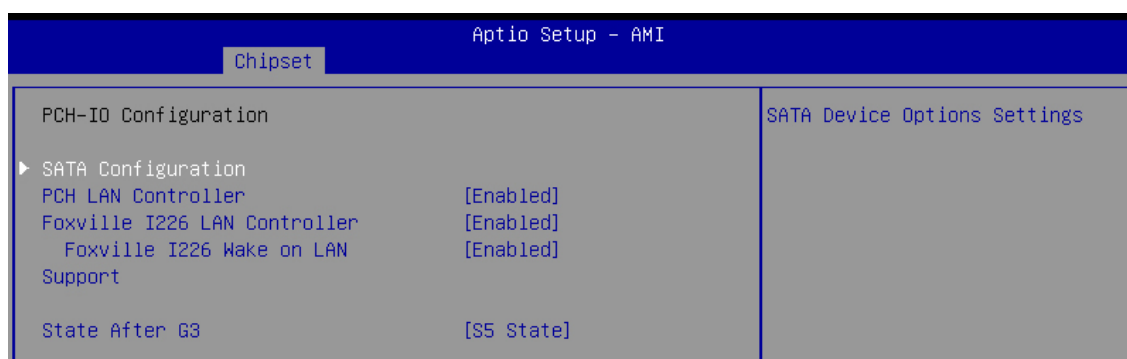 Aptio Setup – AMI
Chipset
PCH-IO Configuration
SATA Device Options Settings
SATA Configuration
PCH LAN Controller [Enabled]
Foxville I226 LAN Controller [Enabled]
Foxville I226 Wake on LAN [Enabled]
Support
State After G3 [S5 State]